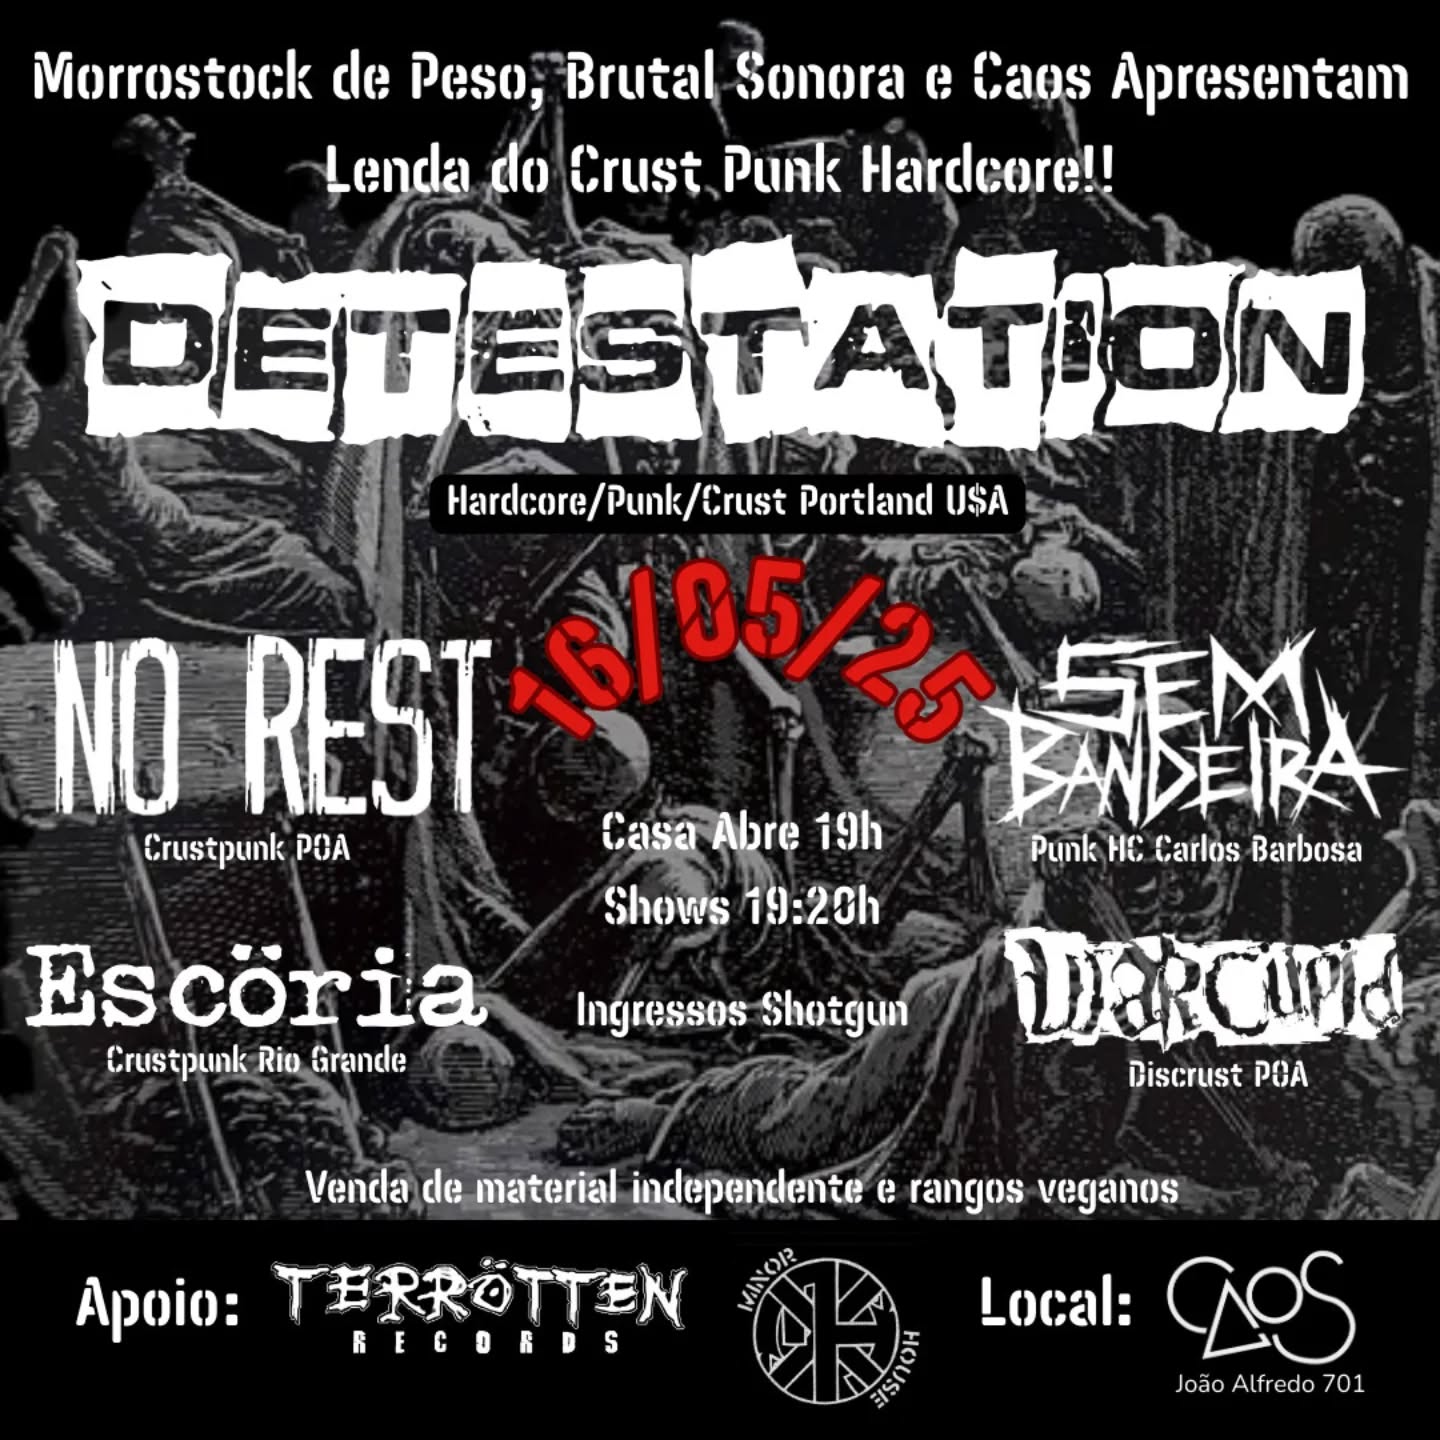 Morrostock de Peso, Brutal Sonora e Caos Apresentam
Lenda do Crust Punk Hardcore!!
DETESTATION
Hardcore/Punk/Crust Portland U$A
16/05/25
NO REST
Crustpunk POA
SEM
BANDEIRA
Punk HC Carlos Barbosa
Casa Abre 19h
Shows 19:20h
Escöria
Crustpunk Rio Grande
Ingressos Shotgun
Discrust POA
Venda de material independente e rangos veganos
Apoio:
TERRÖTTEN
RECORDS
MINOR
HOUSE
Local:
CAOS
João Alfredo 701